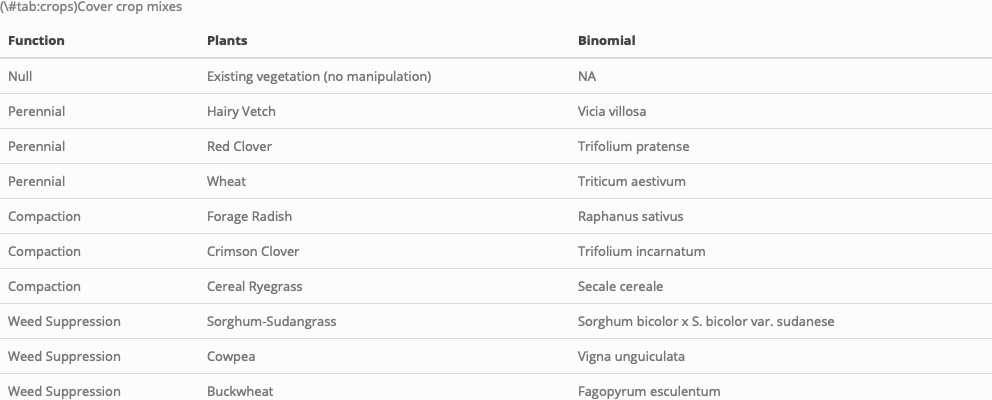 (\#tab:crops)Cover crop mixes
Function Plants Binomial
Null Existing vegetation (no manipulation) NA
Perennial Hairy Vetch Vicia villosa
Perennial Red Clover Trifolium pratense
Perennial Wheat Triticum aestivum
Compaction Forage Radish Raphanus sativus
Compaction Crimson Clover Trifolium incarnatum
Compaction Cereal Ryegrass Secale cereale
Weed Suppression Sorghum-Sudangrass Sorghum bicolor x S. bicolor var. sudanese
Weed Suppression Cowpea Vigna unguiculata
Weed Suppression Buckwheat Fagopyrum esculentum